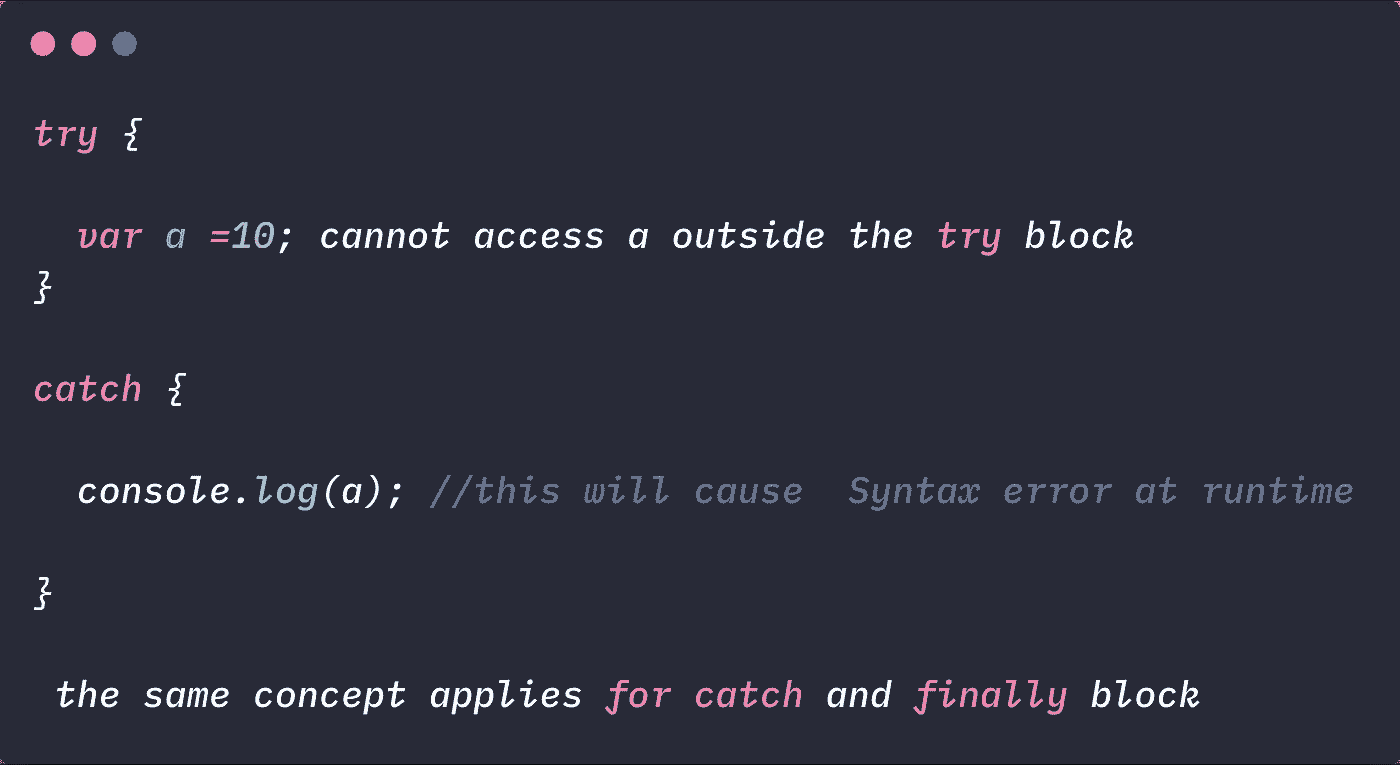 try {
var a =10; cannot access a outside the try block
}
catch {
console.log(a); //this will cause  Syntax error at runtime
}
the same concept applies for catch and finally block